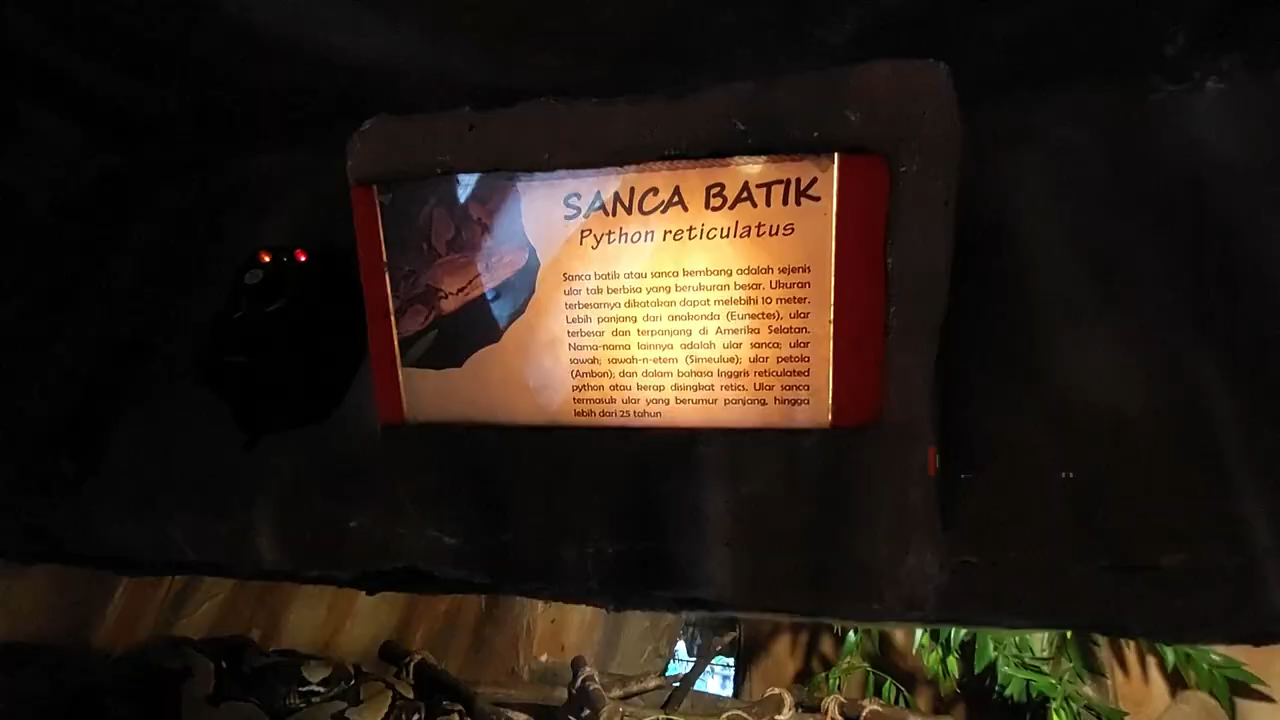 SANCA BATIK
Python reticulatus
Sanca batik atau sanca kembang adalah sejenis
ular tak berbisa yang berukuran besar. Ukuran
terbesarnya dikatakan dapat melebihi 10 meter.
Lebih panjang dari anakonda (Eunectes), ular
terbesar dan terpanjang di Amerika Selatan.
Nama-nama lainnya adalah ular sanca; ular
sawah; sawah-n-etem (Simeulue); ular petola
(Ambon); dan dalam bahasa Inggris reticulated
python atau kerap disingkat retics. Ular sanca
termasuk ular yang berumur panjang, hingga
lebih dari 25 tahun